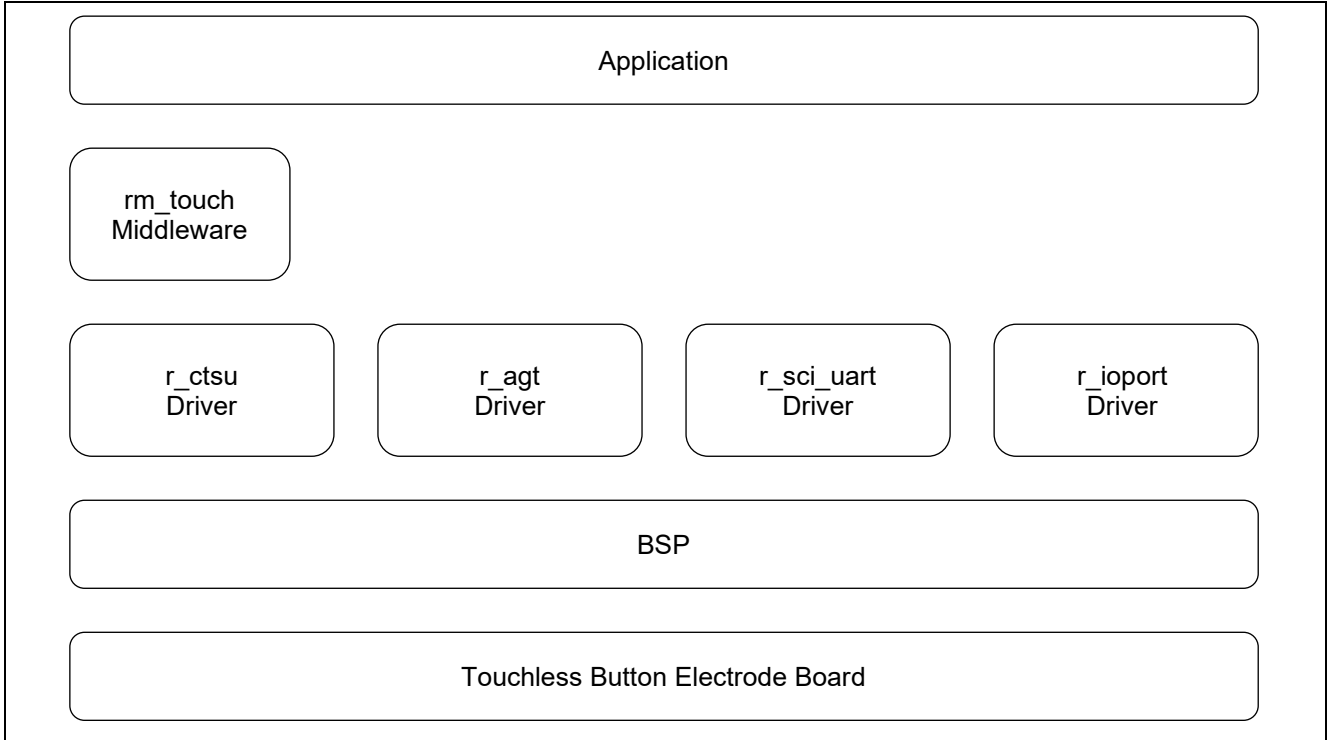 Application
rm_touch
Middleware
r_ctsu
Driver
r_agt
Driver
r_sci_uart
Driver
r_ioport
Driver
BSP
Touchless Button Electrode Board